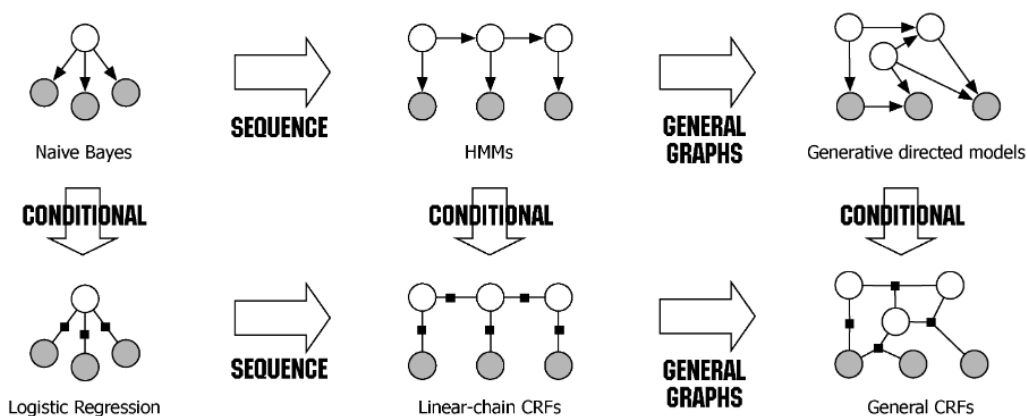 SEQUENCE
GENERAL
GRAPHS
Naive Bayes
HMMs
Generative directed models
CONDITIONAL
CONDITIONAL
CONDITIONAL
SEQUENCE
GENERAL
GRAPHS
Logistic Regression
Linear-chain CRFs
General CRFs